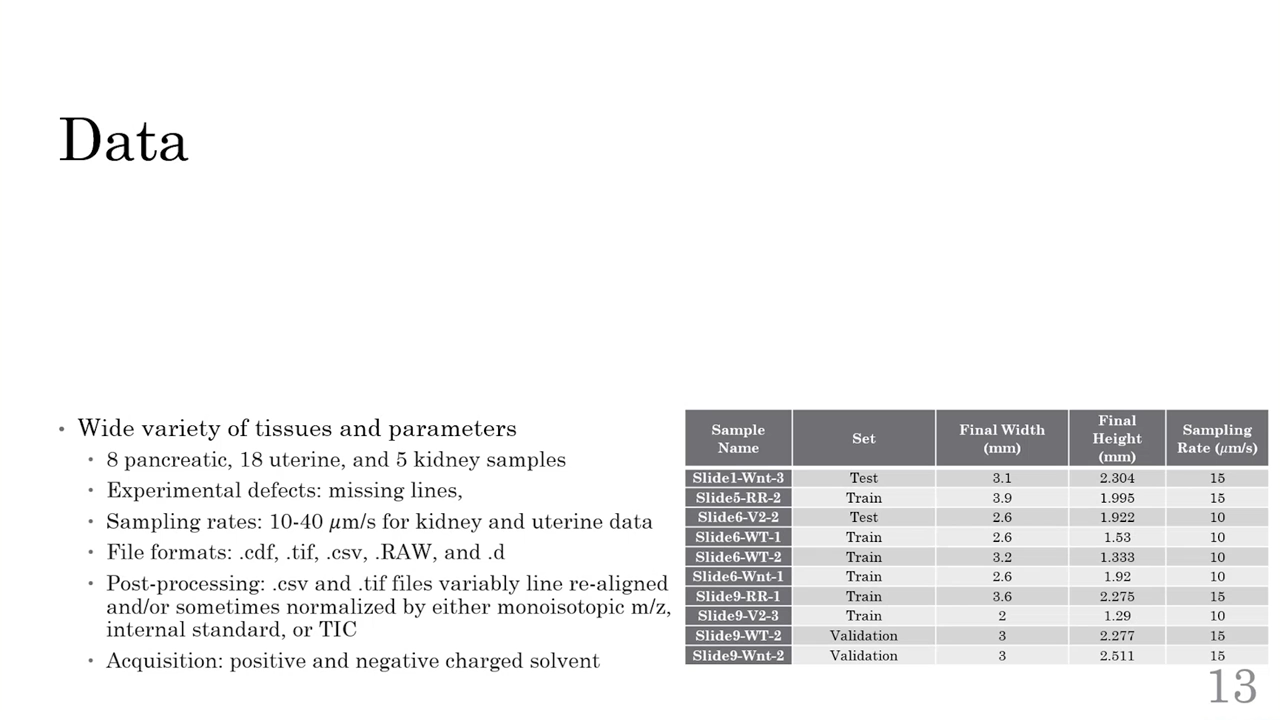 Data
• Wide variety of tissues and parameters
• 8 pancreatic, 18 uterine, and 5 kidney samples
• Experimental defects: missing lines,
• Sampling rates: 10-40 μm/s for kidney and uterine data
• File formats: .cdf, .tif, .csv, .RAW, and .d
• Post-processing: .csv and .tif files variably line re-aligned
and/or sometimes normalized by either monoisotopic m/z,
internal standard, or TIC
• Acquisition: positive and negative charged solvent
Sample Name Set Final Width (mm) Final Height (mm) Sampling Rate (μm/s)
Slide1-Wnt-3 Test 3.1 2.304 15
Slide5-RR-2 Train 3.9 1.995 15
Slide6-V2-2 Test 2.6 1.922 10
Slide6-WT-1 Train 2.6 1.53 10
Slide6-WT-2 Train 3.2 1.333 10
Slide6-Wnt-1 Train 2.6 1.92 10
Slide9-RR-1 Train 3.6 2.275 15
Slide9-V2-3 Train 2 1.29 10
Slide9-WT-2 Validation 3 2.277 15
Slide9-Wnt-2 Validation 3 2.511 15
13